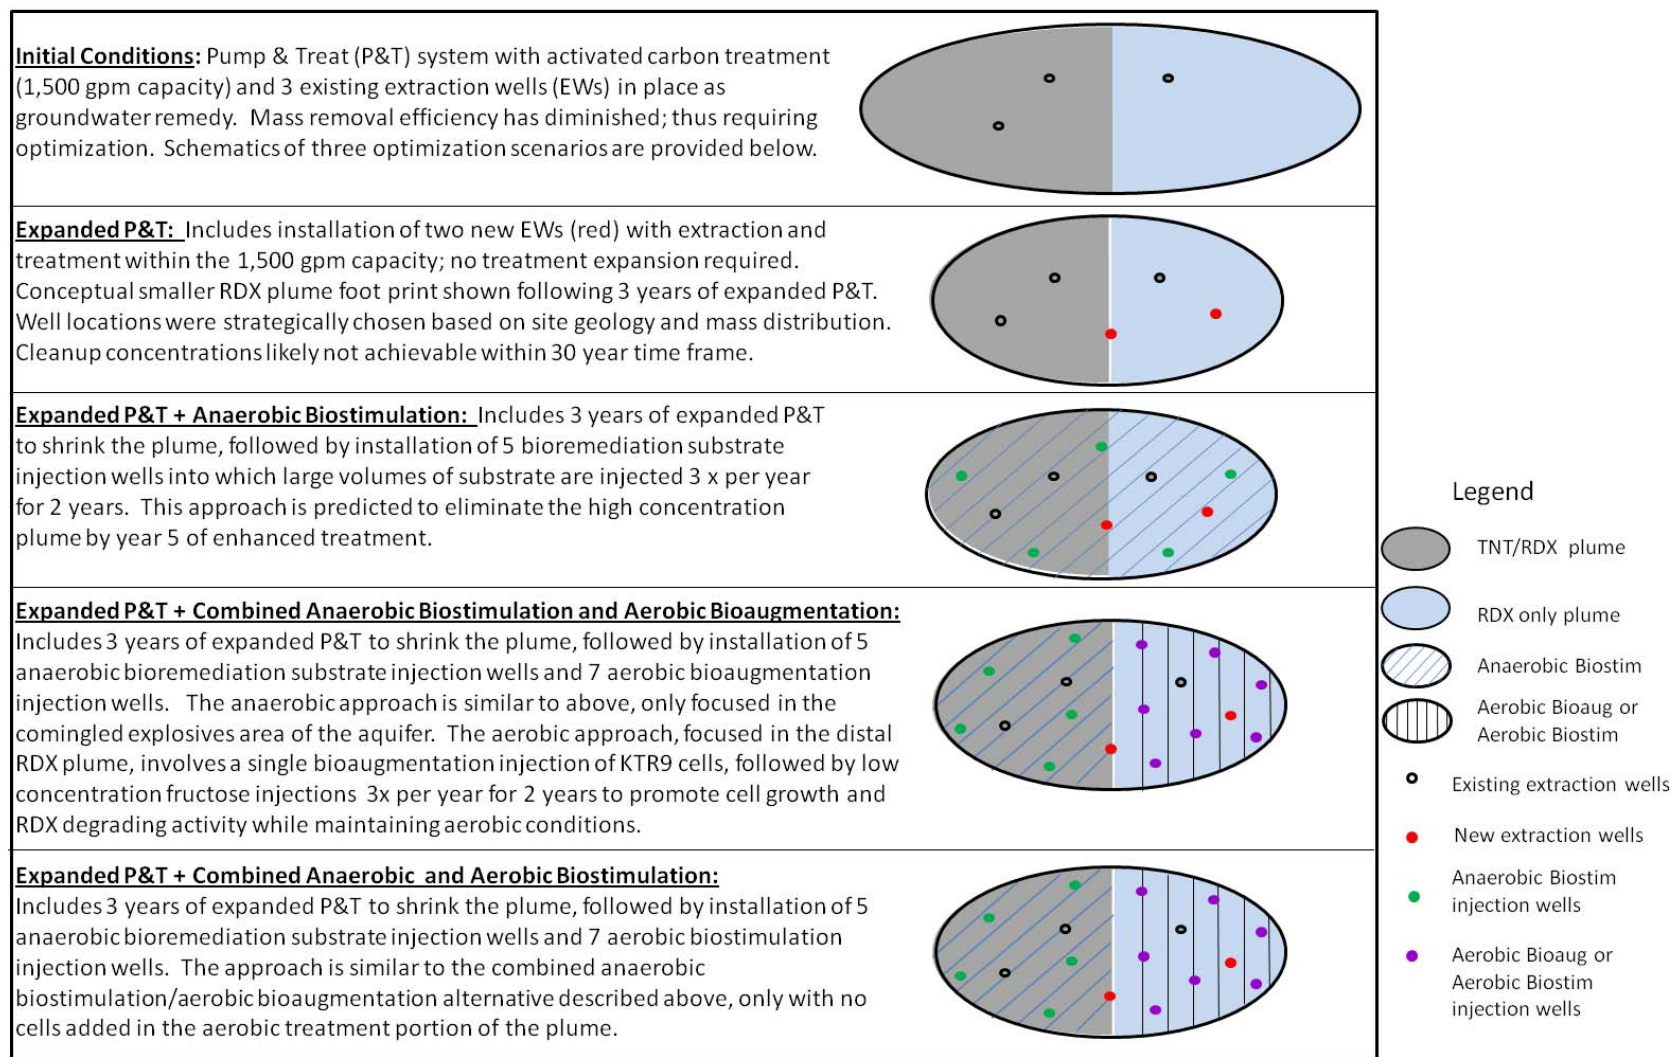 Initial Conditions: Pump & Treat (P&T) system with activated carbon treatment
(1,500 gpm capacity) and 3 existing extraction wells (EWs) in place as
groundwater remedy. Mass removal efficiency has diminished; thus requiring
optimization. Schematics of three optimization scenarios are provided below.
Expanded P&T: Includes installation of two new EWs (red) with extraction and
treatment within the 1,500 gpm capacity; no treatment expansion required.
Conceptual smaller RDX plume foot print shown following 3 years of expanded P&T.
Well locations were strategically chosen based on site geology and mass distribution.
Cleanup concentrations likely not achievable within 30 year time frame.
Expanded P&T + Anaerobic Biostimulation: Includes 3 years of expanded P&T
to shrink the plume, followed by installation of 5 bioremediation substrate
injection wells into which large volumes of substrate are injected 3 x per year
for 2 years. This approach is predicted to eliminate the high concentration
plume by year 5 of enhanced treatment.
Expanded P&T + Combined Anaerobic Biostimulation and Aerobic Bioaugmentation:
Includes 3 years of expanded P&T to shrink the plume, followed by installation of 5
anaerobic bioremediation substrate injection wells and 7 aerobic bioaugmentation
injection wells. The anaerobic approach is similar to above, only focused in the
comingled explosives area of the aquifer. The aerobic approach, focused in the distal
RDX plume, involves a single bioaugmentation injection of KTR9 cells, followed by low
concentration fructose injections 3x per year for 2 years to promote cell growth and
RDX degrading activity while maintaining aerobic conditions.
Expanded P&T + Combined Anaerobic and Aerobic Biostimulation:
Includes 3 years of expanded P&T to shrink the plume, followed by installation of 5
anaerobic bioremediation substrate injection wells and 7 aerobic biostimulation
injection wells. The approach is similar to the combined anaerobic
biostimulation/aerobic bioaugmentation alternative described above, only with no
cells added in the aerobic treatment portion of the plume.
Legend
TNT/RDX plume
RDX only plume
Anaerobic Biostim
Aerobic Bioaug or
Aerobic Biostim
Existing extraction wells
New extraction wells
Anaerobic Biostim
injection wells
Aerobic Bioaug or
Aerobic Biostim
injection wells